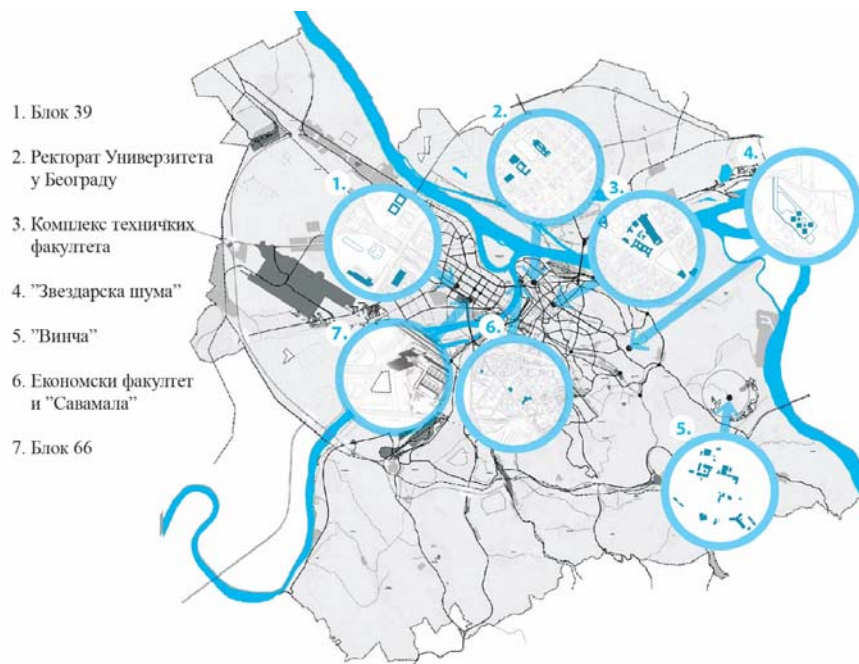 1. Блок 39
2. Ректорат Универзитета
у Београду
3. Комплекс техничких
факултета
4. ”Звездарска шума”
5. ”Винча”
6. Економски факултет
и ”Савамала”
7. Блок 66
2.
4.
1.
3.
7.
6.
5.